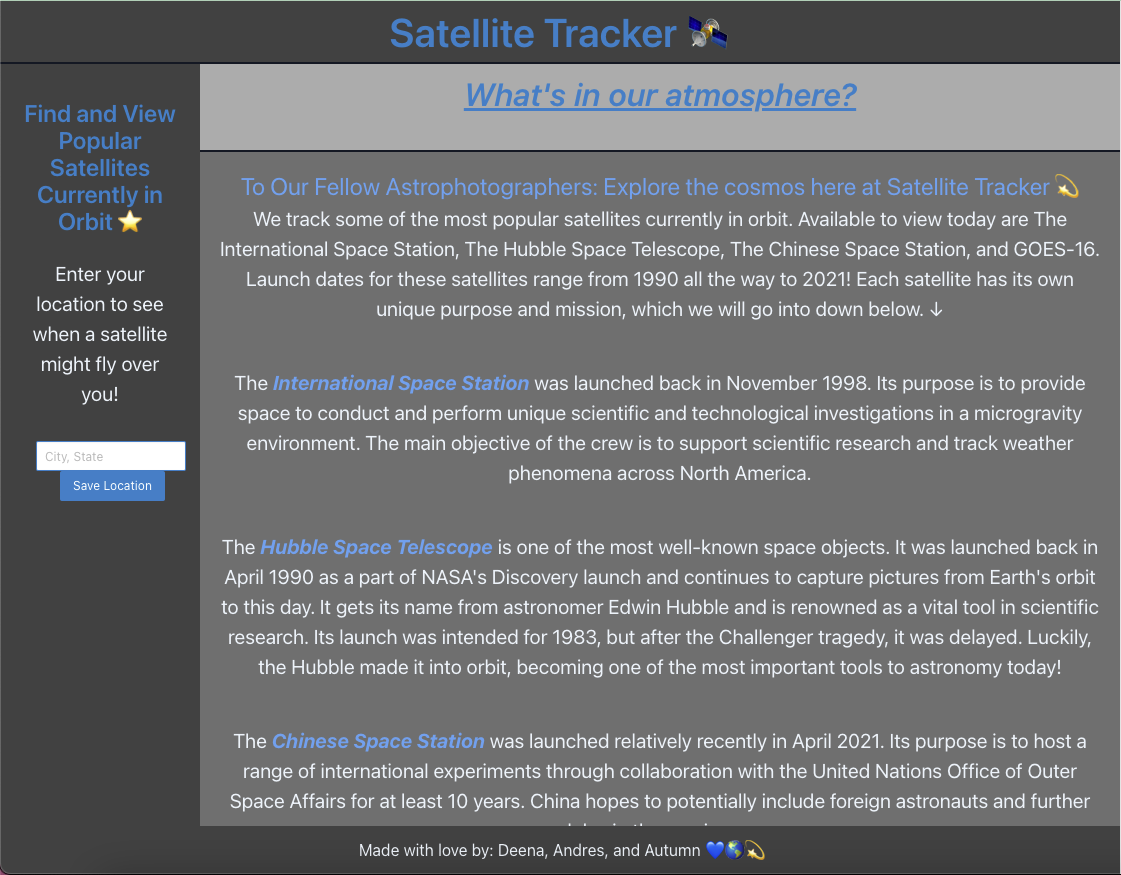 Satellite Tracker 🛰️
Find and View
Popular
Satellites
Currently in
Orbit ⭐
Enter your
location to see
when a satellite
might fly over
you!
City, State
Save Location
What's in our atmosphere?
To Our Fellow Astrophotographers: Explore the cosmos here at Satellite Tracker 💫
We track some of the most popular satellites currently in orbit. Available to view today are The
International Space Station, The Hubble Space Telescope, The Chinese Space Station, and GOES-16.
Launch dates for these satellites range from 1990 all the way to 2021! Each satellite has its own
unique purpose and mission, which we will go into down below. ↓
The International Space Station was launched back in November 1998. Its purpose is to provide
space to conduct and perform unique scientific and technological investigations in a microgravity
environment. The main objective of the crew is to support scientific research and track weather
phenomena across North America.
The Hubble Space Telescope is one of the most well-known space objects. It was launched back in
April 1990 as a part of NASA's Discovery launch and continues to capture pictures from Earth's orbit
to this day. It gets its name from astronomer Edwin Hubble and is renowned as a vital tool in scientific
research. Its launch was intended for 1983, but after the Challenger tragedy, it was delayed. Luckily,
the Hubble made it into orbit, becoming one of the most important tools to astronomy today!
The Chinese Space Station was launched relatively recently in April 2021. Its purpose is to host a
range of international experiments through collaboration with the United Nations Office of Outer
Space Affairs for at least 10 years. China hopes to potentially include foreign astronauts and further
Made with love by: Deena, Andres, and Autumn 💙🌎💫